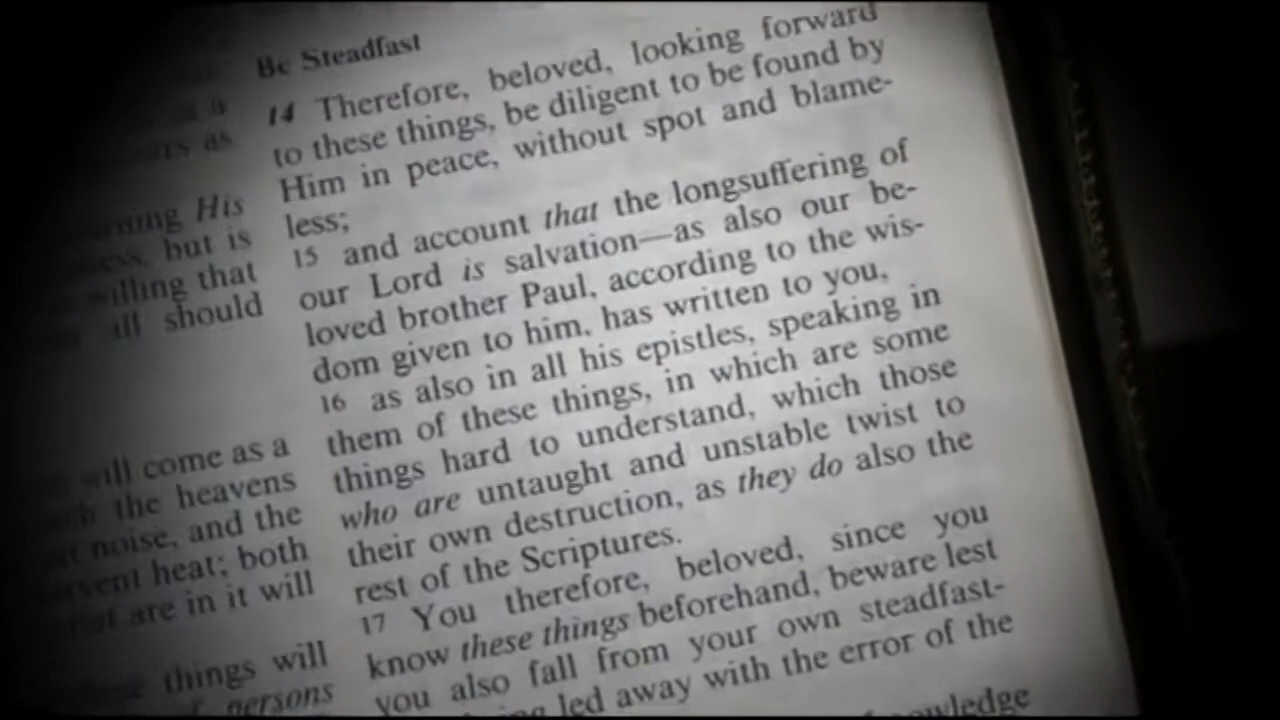 as
His
but is
willing that
all should
will come as a
the heavens
noise, and the
heat; both
are in it will
things will
persons
Be Steadfast
14 Therefore, beloved, looking forward
to these things, be diligent to be found by
Him in peace, without spot and blame-
less;
15 and account that the longsuffering of
our Lord is salvation—as also our be-
loved brother Paul, according to the wis-
dom given to him, has written to you,
16 as also in all his epistles, speaking in
them of these things, in which are some
things hard to understand, which those
who are untaught and unstable twist to
their own destruction, as they do also the
rest of the Scriptures.
17 You therefore, beloved, since you
know these things beforehand, beware lest
you also fall from your own steadfast-
led away with the error of the